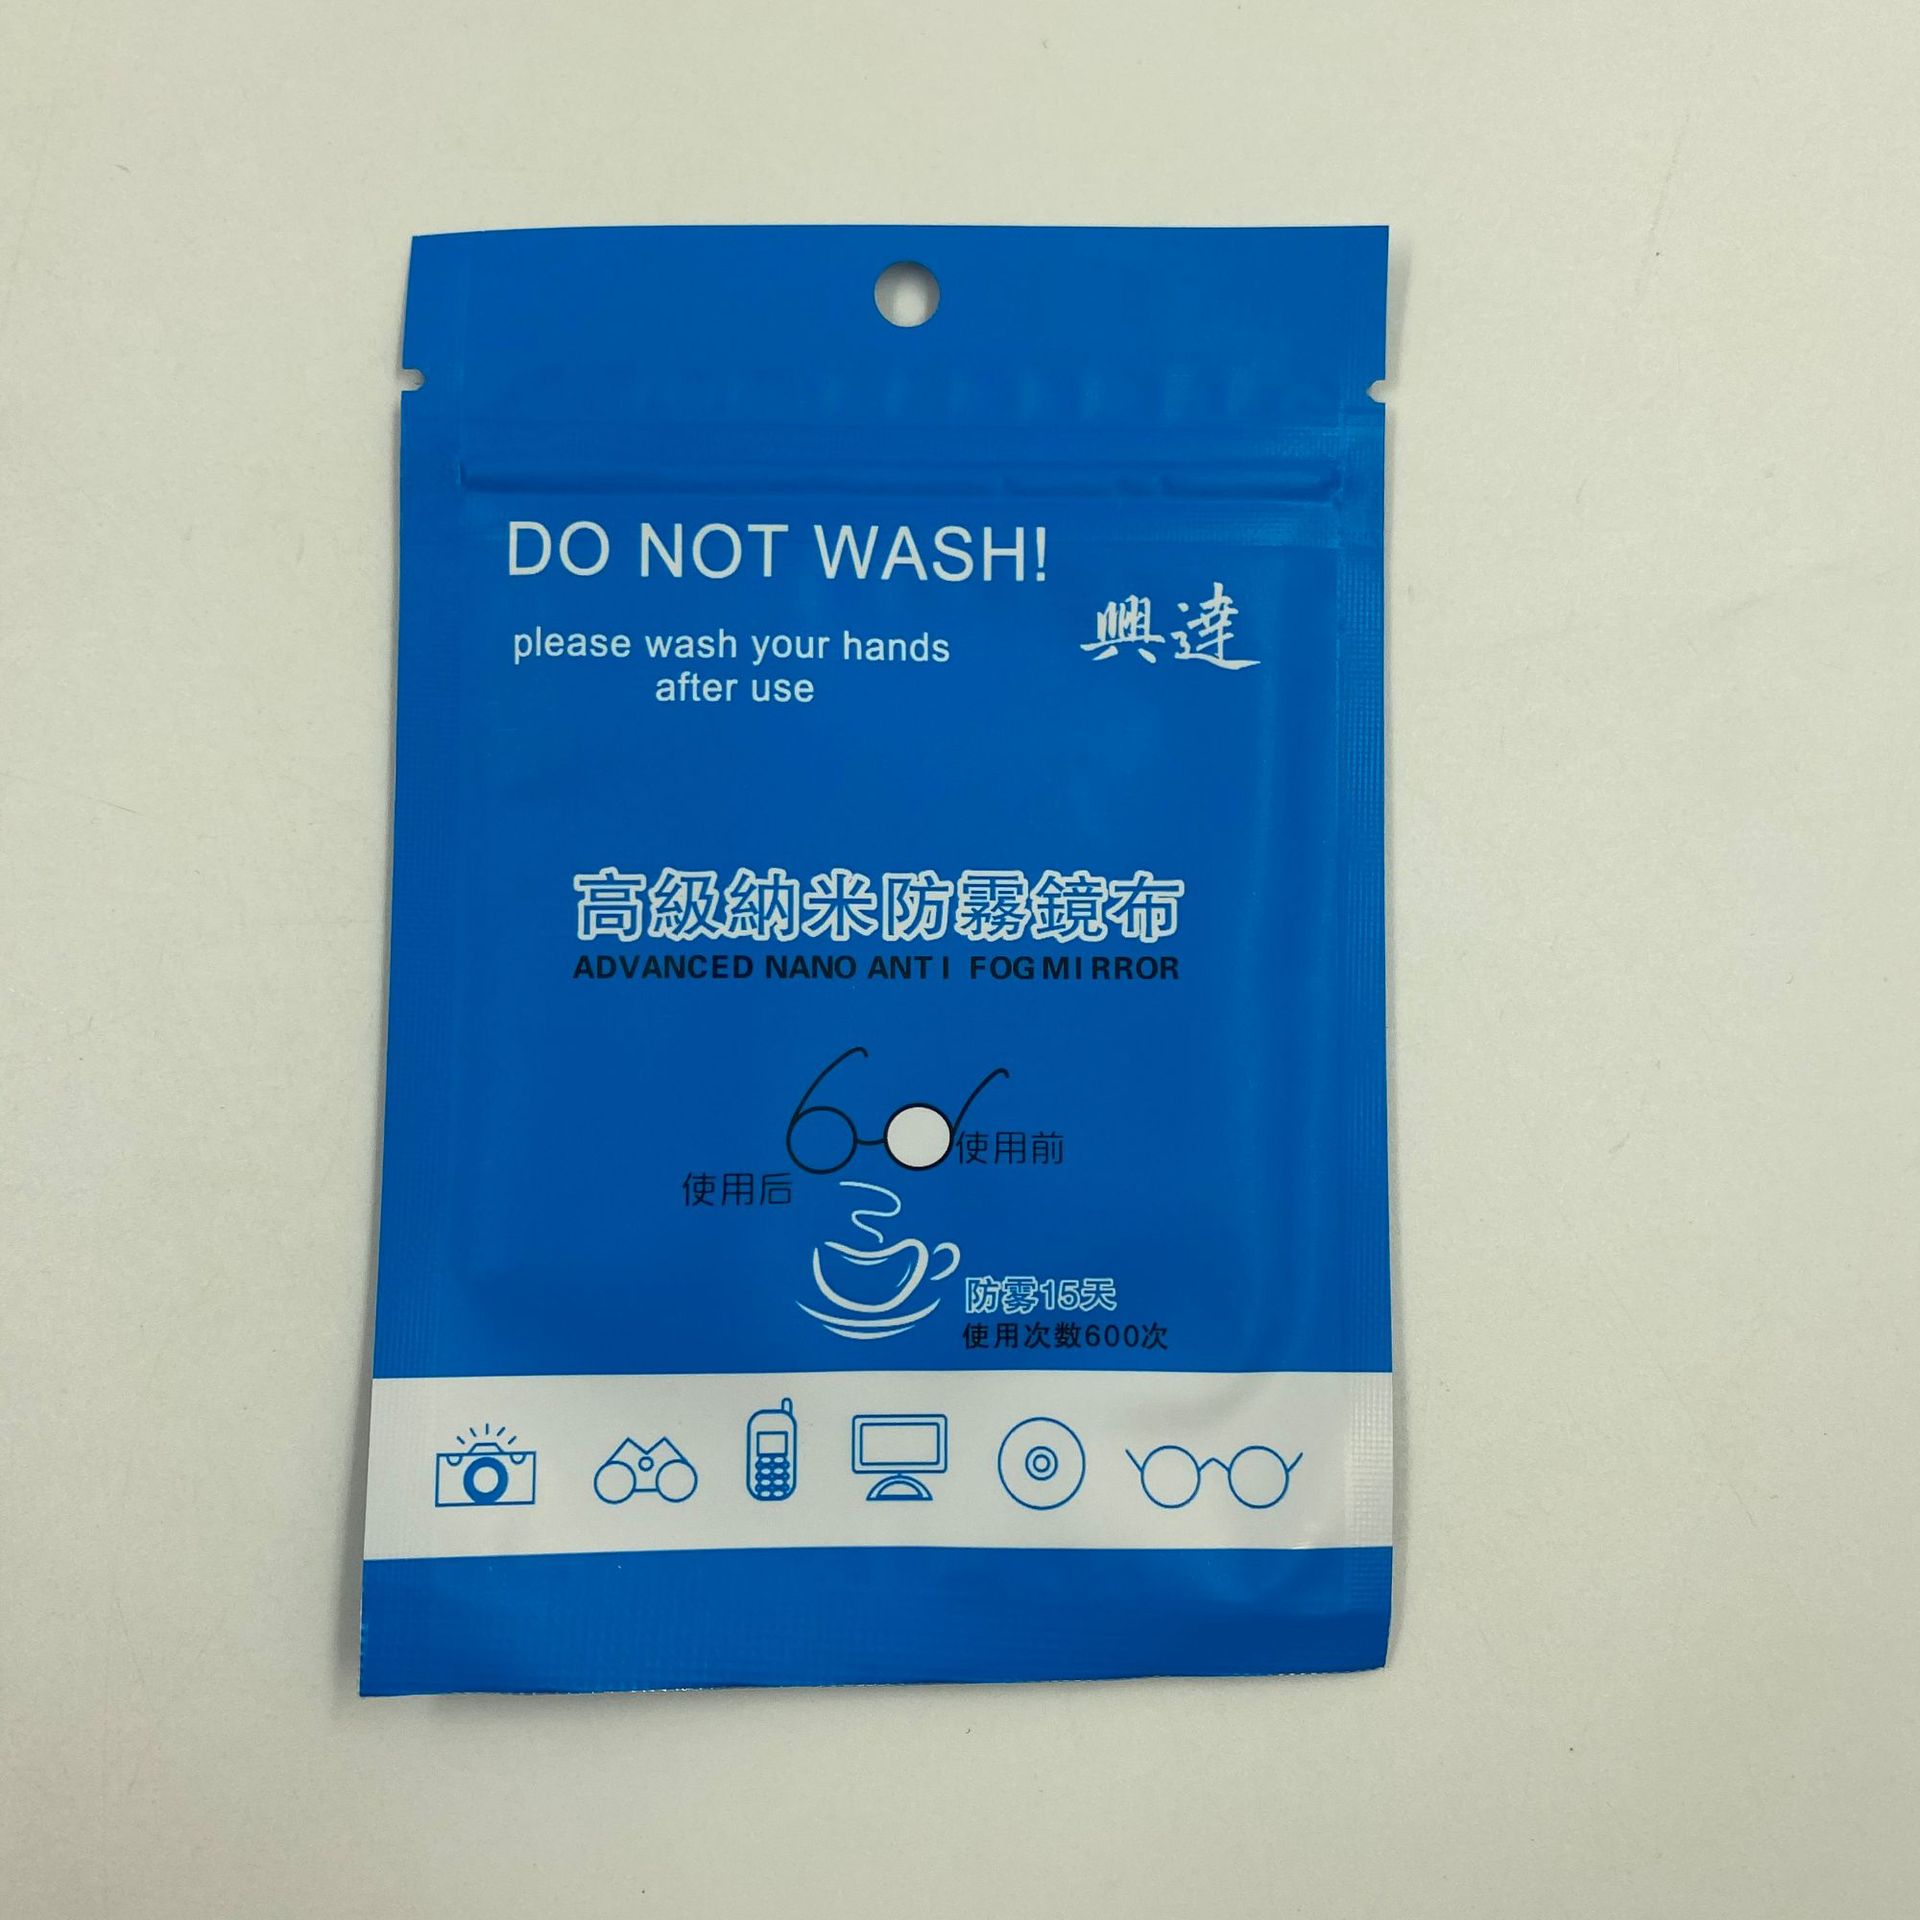 DO NOT WASH!
興達
please wash your hands
after use
高級納米防霧鏡布
ADVANCED NANO ANTI FOG MIRROR
使用前
使用后
防雾15天
使用次数600次